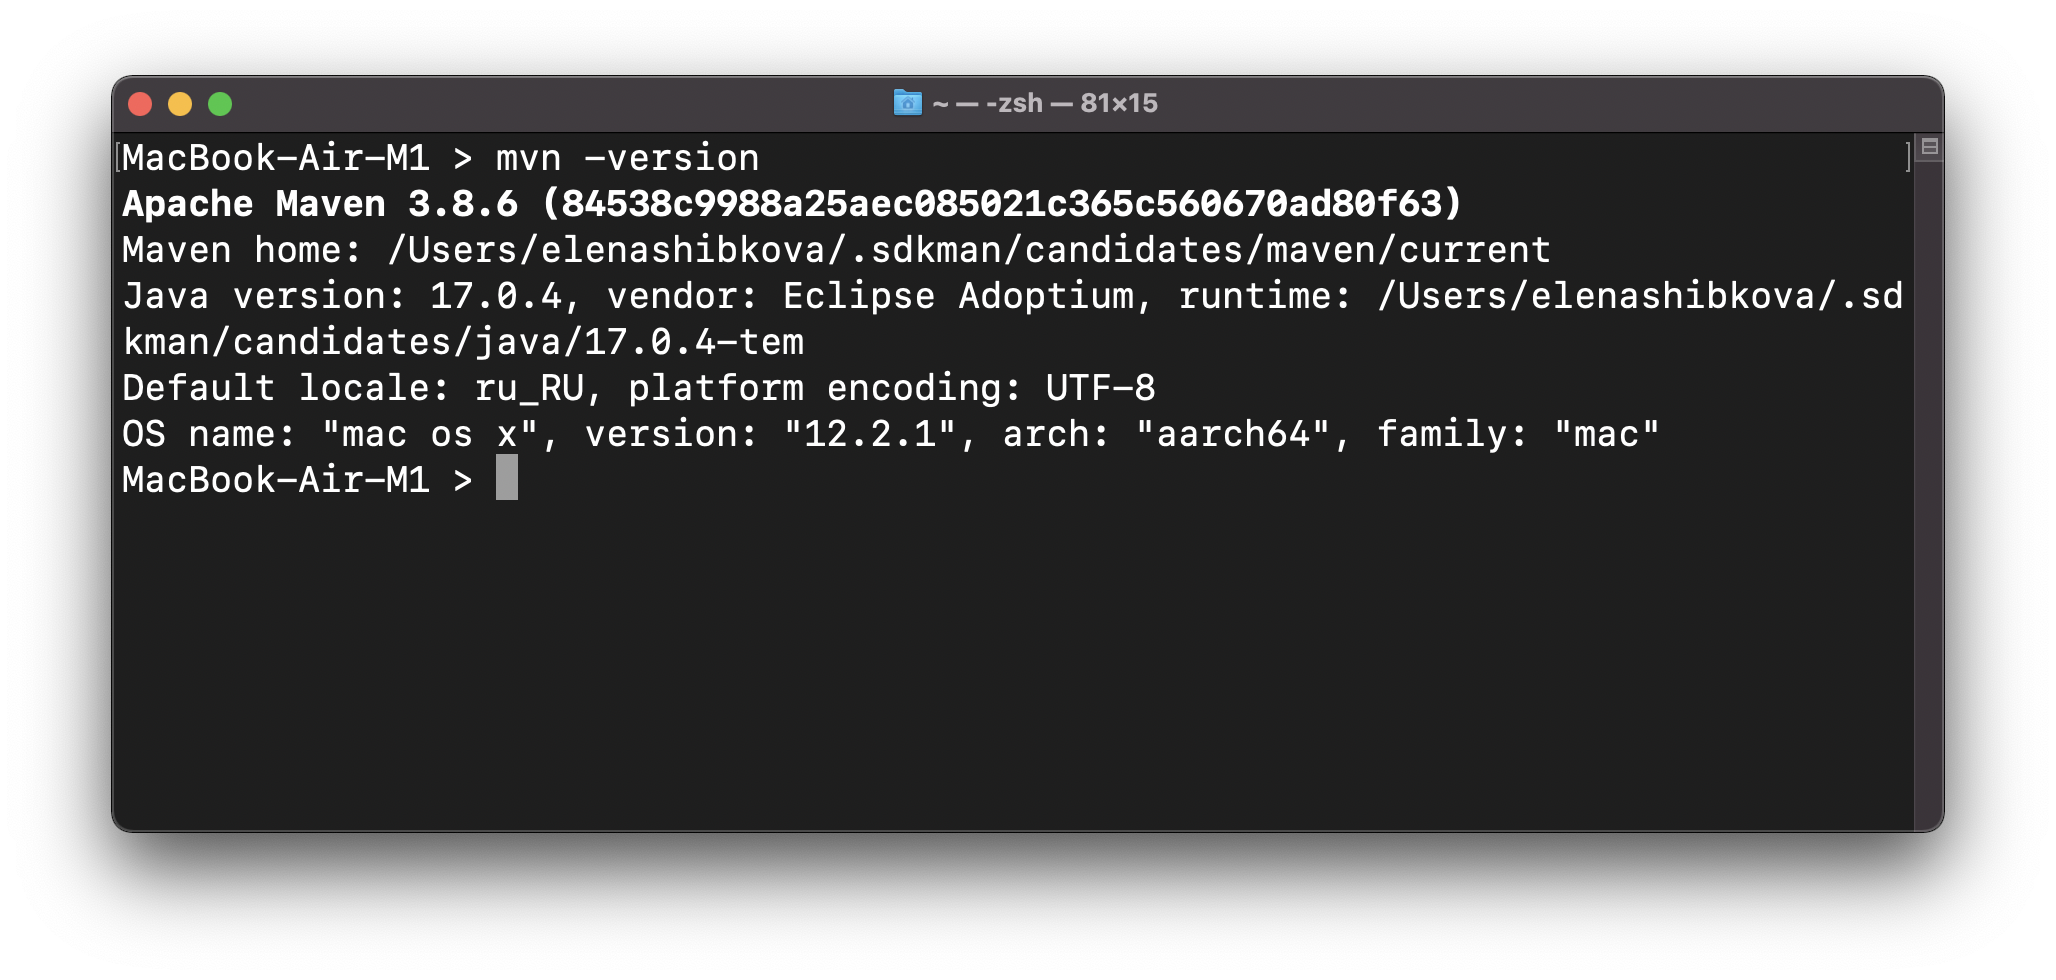 ~ — -zsh — 81×15
MacBook-Air-M1 > mvn -version
Apache Maven 3.8.6 (84538c9988a25aec085021c365c560670ad80f63)
Maven home: /Users/elenashibkova/.sdkman/candidates/maven/current
Java version: 17.0.4, vendor: Eclipse Adoptium, runtime: /Users/elenashibkova/.sd
kman/candidates/java/17.0.4-tem
Default locale: ru_RU, platform encoding: UTF-8
OS name: "mac os x", version: "12.2.1", arch: "aarch64", family: "mac"
MacBook-Air-M1 >